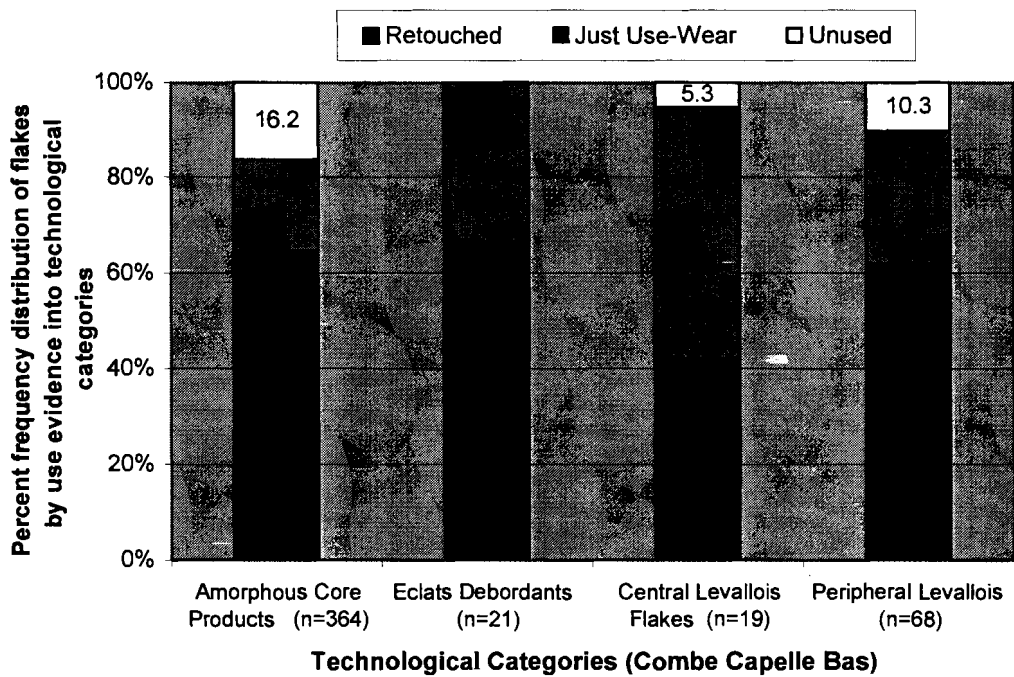 Retouched Just Use-Wear Unused
Percent frequency distribution of flakes
by use evidence into technological
categories
100%
80%
60%
40%
20%
0%
16.2
5.3
10.3
Amorphous Core
Products (n=364)
Eclats Debordants
(n=21)
Central Levallois
Flakes (n=19)
Peripheral Levallois
(n=68)
Technological Categories (Combe Capelle Bas)